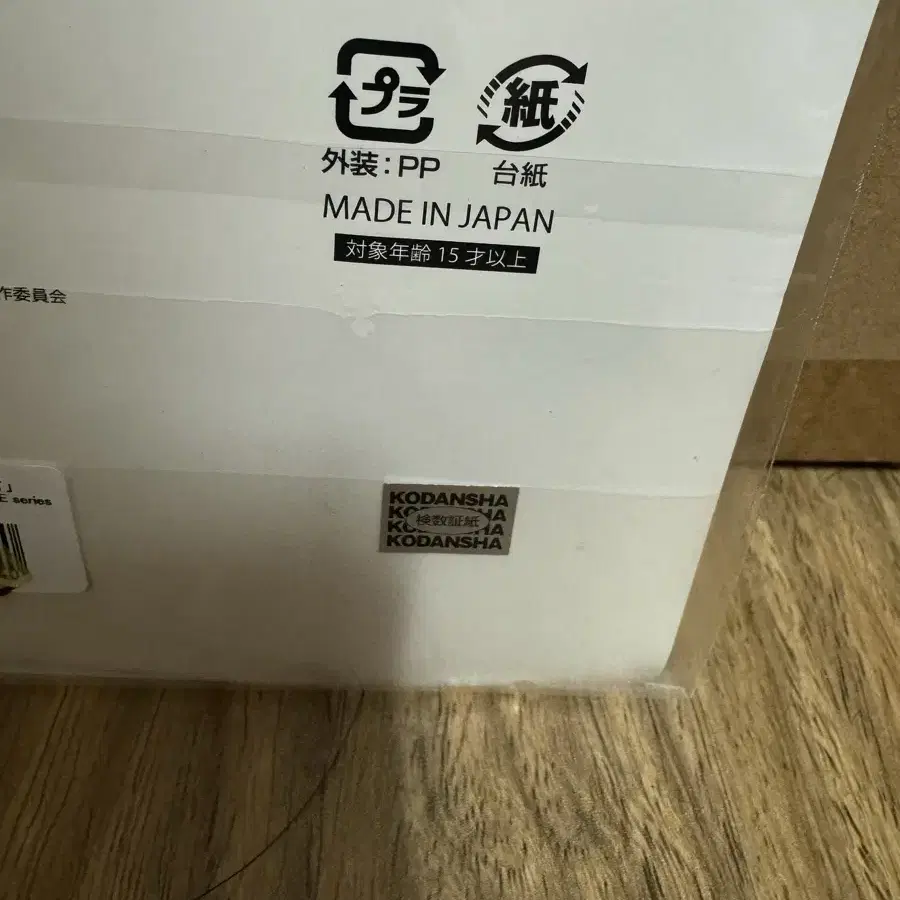 プラ
紙
外装：PP
台紙
MADE IN JAPAN
対象年齢 15 才以上
作委員会
」
E series
KODANSHA
検数証紙
KODANSHA